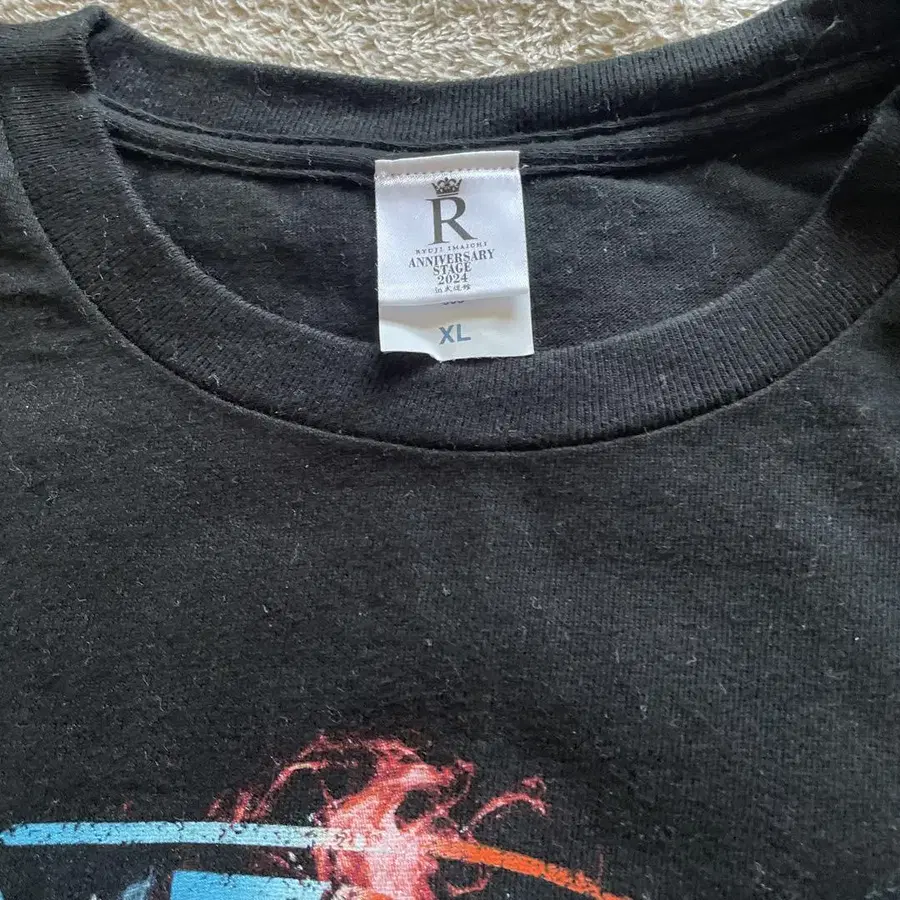 R
RYUJI IMAICHI
ANNIVERSARY
STAGE
2024
XL